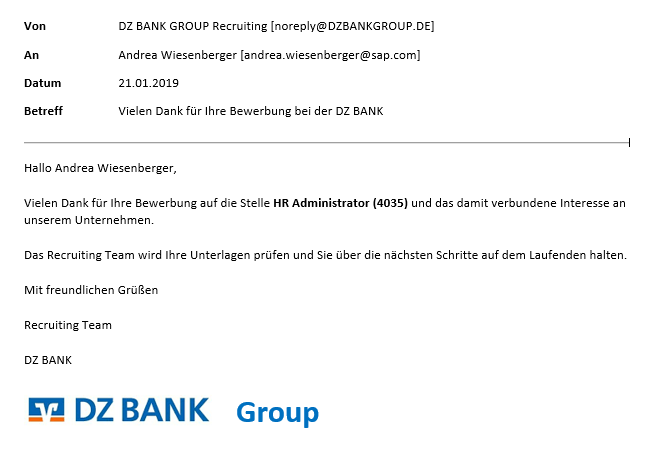 Von DZ BANK GROUP Recruiting [noreply@DZBANKGROUP.DE]
An Andrea Wiesenberger [andrea.wiesenberger@sap.com]
Datum 21.01.2019
Betreff Vielen Dank für Ihre Bewerbung bei der DZ BANK
Hallo Andrea Wiesenberger,
Vielen Dank für Ihre Bewerbung auf die Stelle HR Administrator (4035) und das damit verbundene Interesse an
unserem Unternehmen.
Das Recruiting Team wird Ihre Unterlagen prüfen und Sie über die nächsten Schritte auf dem Laufenden halten.
Mit freundlichen Grüßen
Recruiting Team
DZ BANK
DZ BANK Group